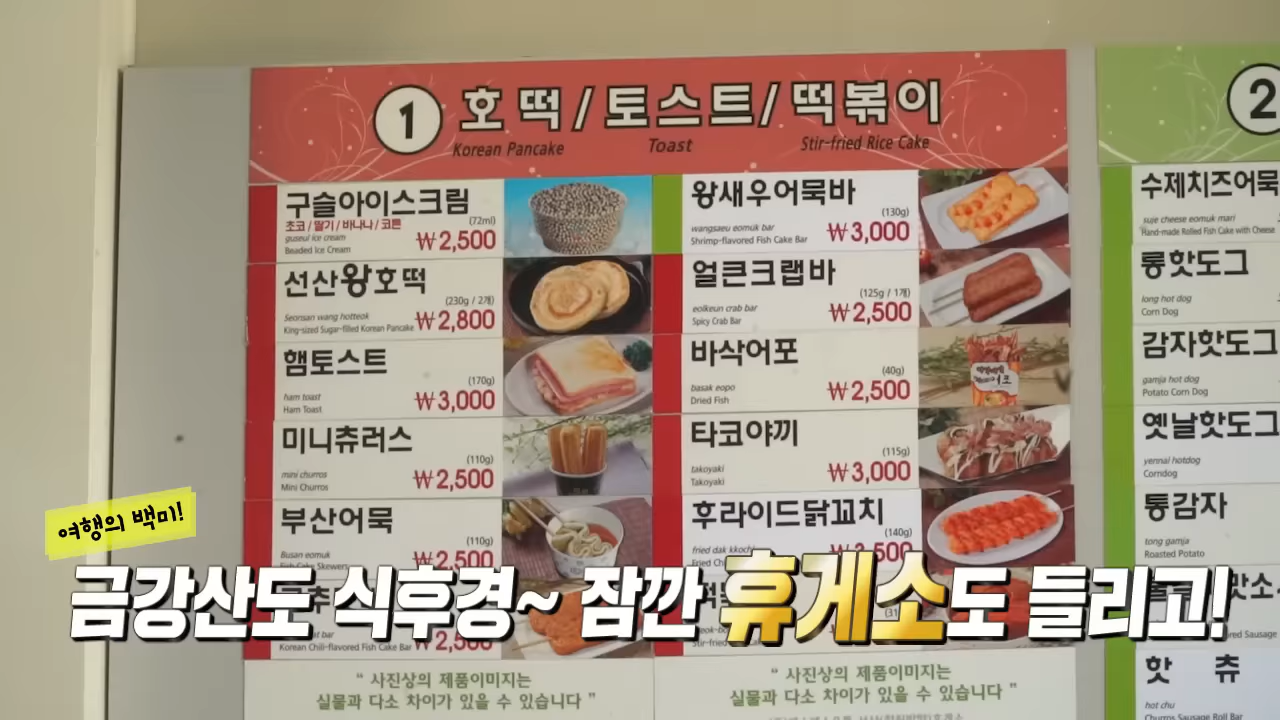 1 호떡/토스트/떡볶이
Korean Pancake Toast Stir-fried Rice Cake
구슬아이스크림
초코 / 딸기 / 바나나 / 코튼
(72ml)
guseul ice cream
Beaded Ice Cream
₩2,500
선산왕호떡
(230g / 2개)
Seonsan wang hotteok
King-sized Sugar-filled Korean Pancake
₩2,800
햄토스트
(170g)
ham toast
Ham Toast
₩3,000
미니츄러스
(110g)
mini churros
Mini Churros
₩2,500
부산어묵
(110g)
Busan eomuk
Fish Cake Skewers
₩2,500
Korean Chili-flavored Fish Cake Bar
₩2,500
“ 사진상의 제품이미지는
실물과 다소 차이가 있을 수 있습니다 ”
왕새우어묵바
(130g)
wangsaeu eomuk bar
Shrimp-flavored Fish Cake Bar
₩3,000
얼큰크랩바
(125g / 1개)
eolkeun crab bar
Spicy Crab Bar
₩2,500
바삭어포
(40g)
basak eopo
Dried Fish
₩2,500
타코야끼
(115g)
takoyaki
Takoyaki
₩3,000
후라이드닭꼬치
(140g)
fried dak kkochi
“ 사진상의 제품이미지는
실물과 다소 차이가 있을 수 있습니다 ”
2
수제치즈어묵
suje cheese eomuk mari
Hand-made Rolled Fish Cake with Cheese
롱핫도그
long hot dog
Corn Dog
감자핫도그
gamja hot dog
Potato Corn Dog
옛날핫도그
yennal hotdog
Corndog
통감자
tong gamja
Roasted Potato
핫 츄
hot chu
Churros Sausage Roll Bar
여행의 백미!
금강산도 식후경~ 잠깐 휴게소도 들리고!